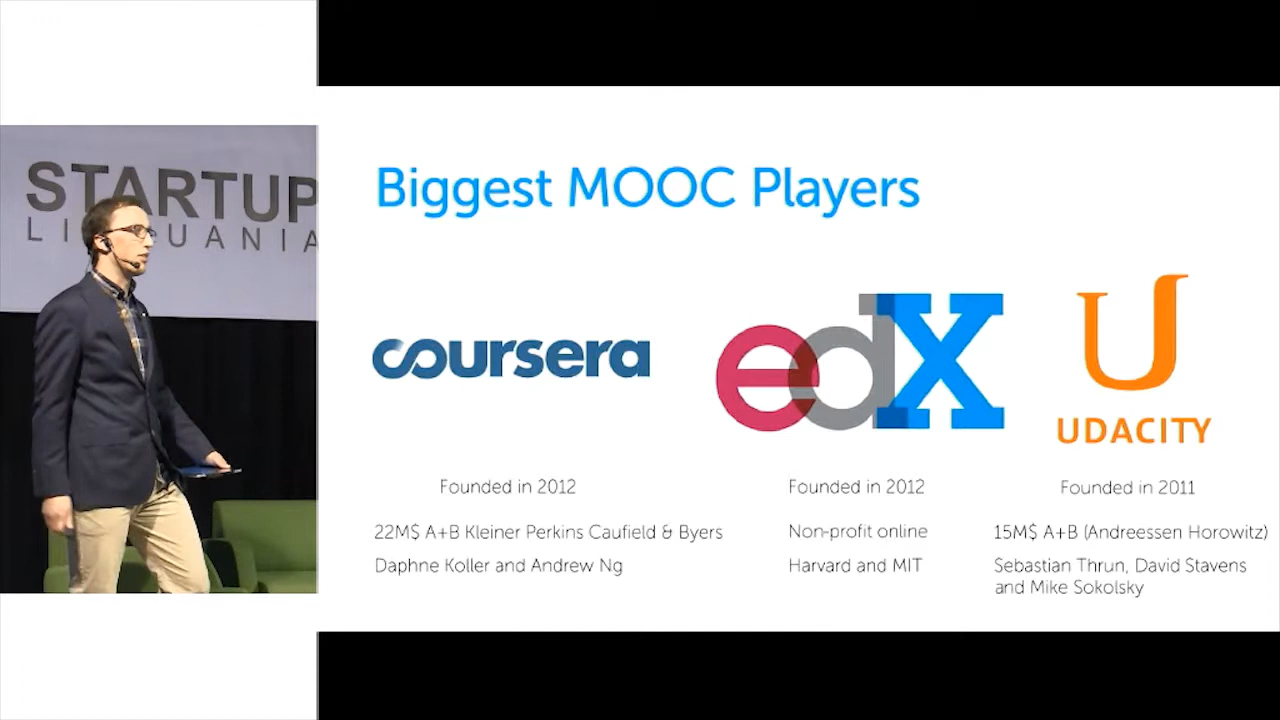 STARTUP
LI UANIA
Biggest MOOC Players
coursera
edX
UDACITY
Founded in 2012
22M$ A+B Kleiner Perkins Caufield & Byers
Daphne Koller and Andrew Ng
Founded in 2012
Non-profit online
Harvard and MIT
Founded in 2011
15M$ A+B (Andreessen Horowitz)
Sebastian Thrun, David Stavens
and Mike Sokolsky